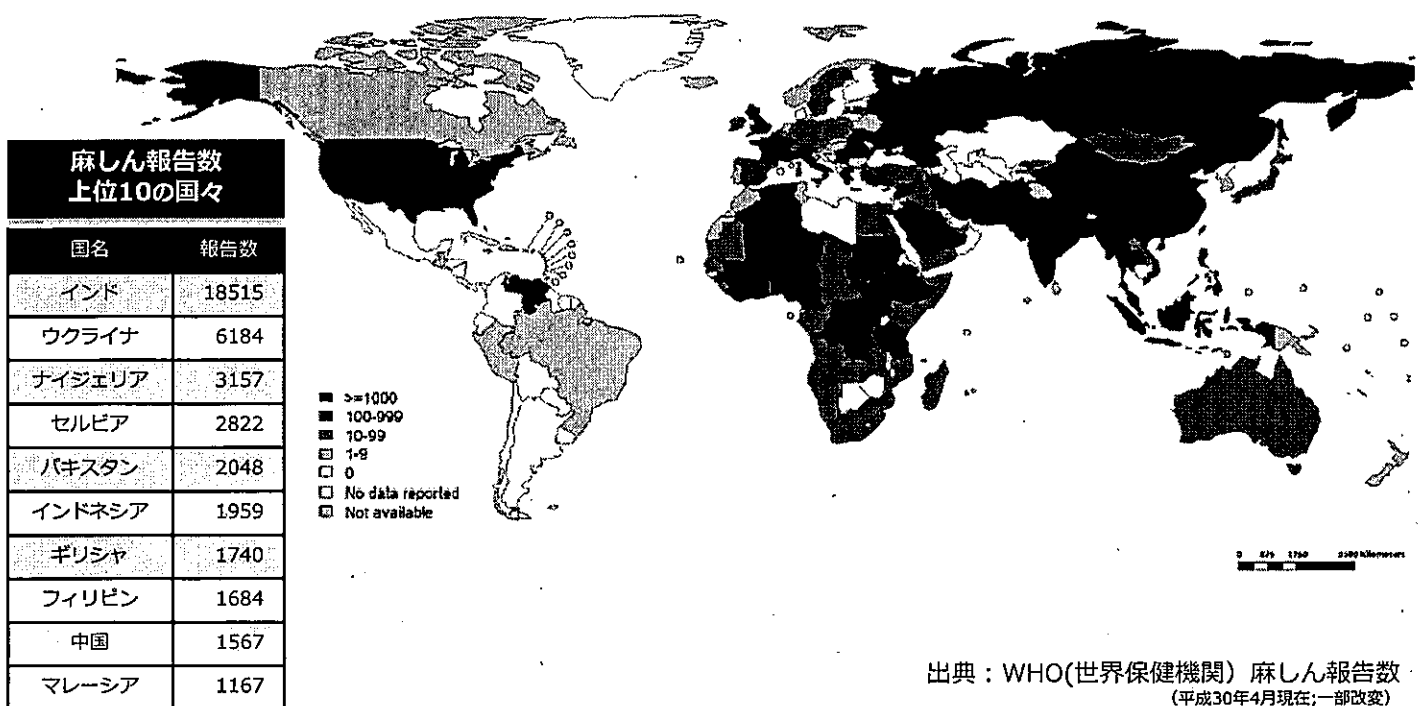 麻しん報告数
上位10の国々
国名 報告数
インド 18515
ウクライナ 6184
ナイジェリア 3157
セルビア 2822
パキスタン 2048
インドネシア 1959
ギリシャ 1740
フィリピン 1684
中国 1567
マレーシア 1167
>=1000
100-999
10-99
1-9
0
No data reported
Not available
0 875 1750 3500 Kilometers
出典：WHO(世界保健機関）麻しん報告数
(平成30年4月現在;一部改変)